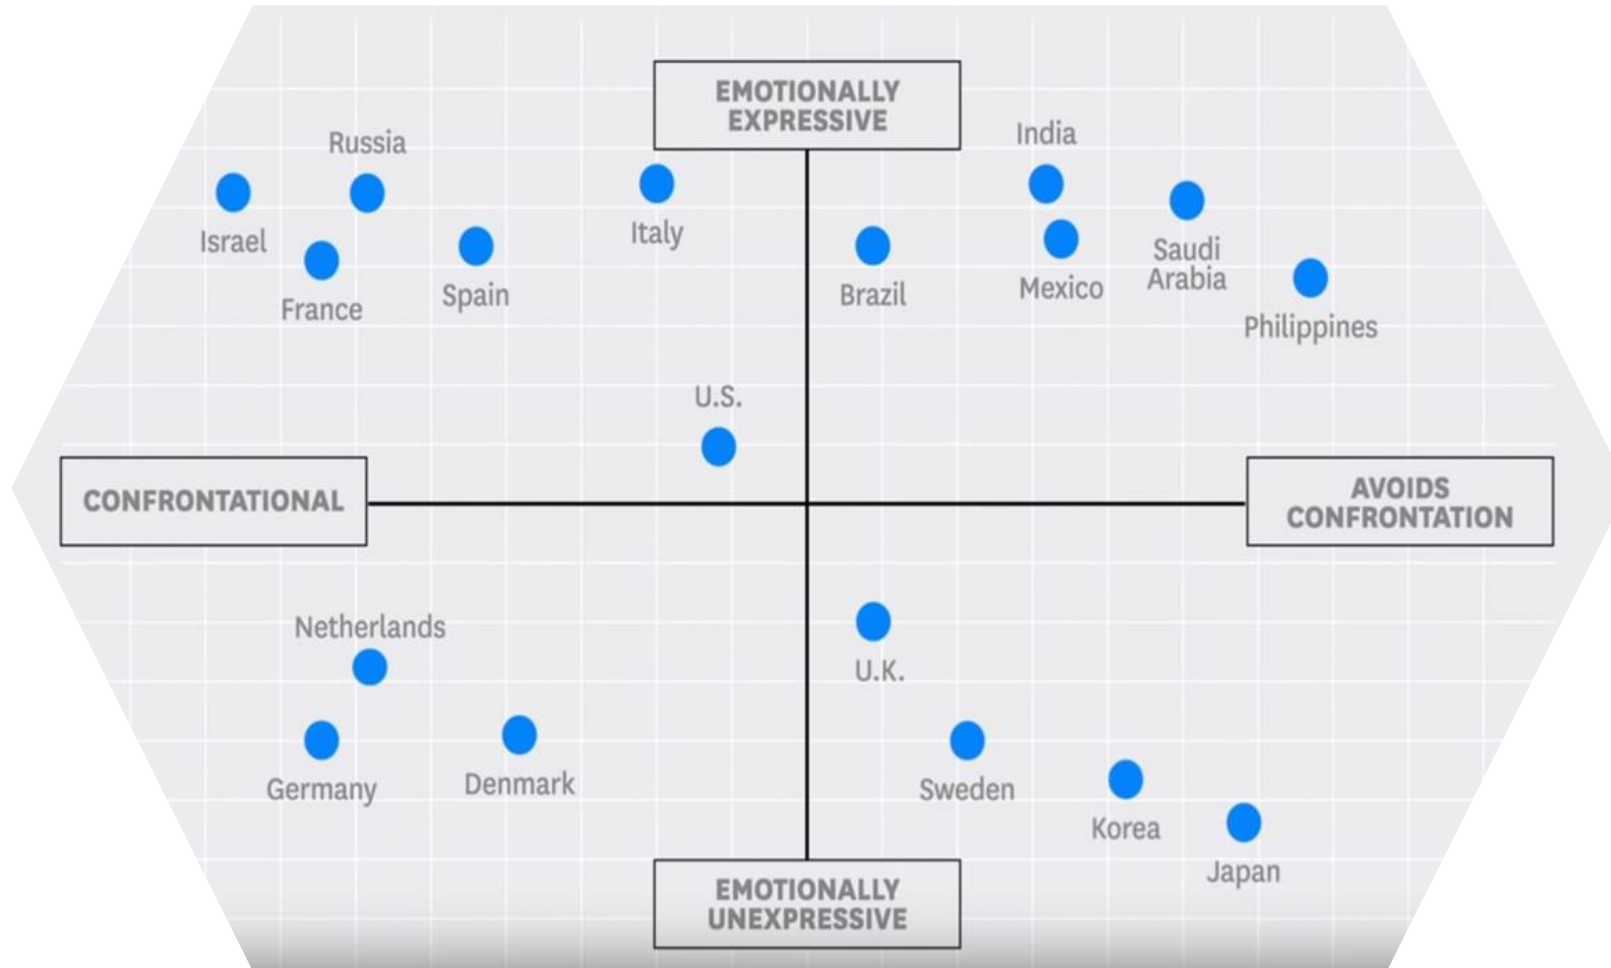 EMOTIONALLY
EXPRESSIVE
India
Russia
Italy
Israel
Saudi
Arabia
Mexico
Brazil
Spain
France
Philippines
U.S.
CONFRONTATIONAL
AVOIDS
CONFRONTATION
Netherlands
U.K.
Germany
Denmark
Sweden
Korea
Japan
EMOTIONALLY
UNEXPRESSIVE